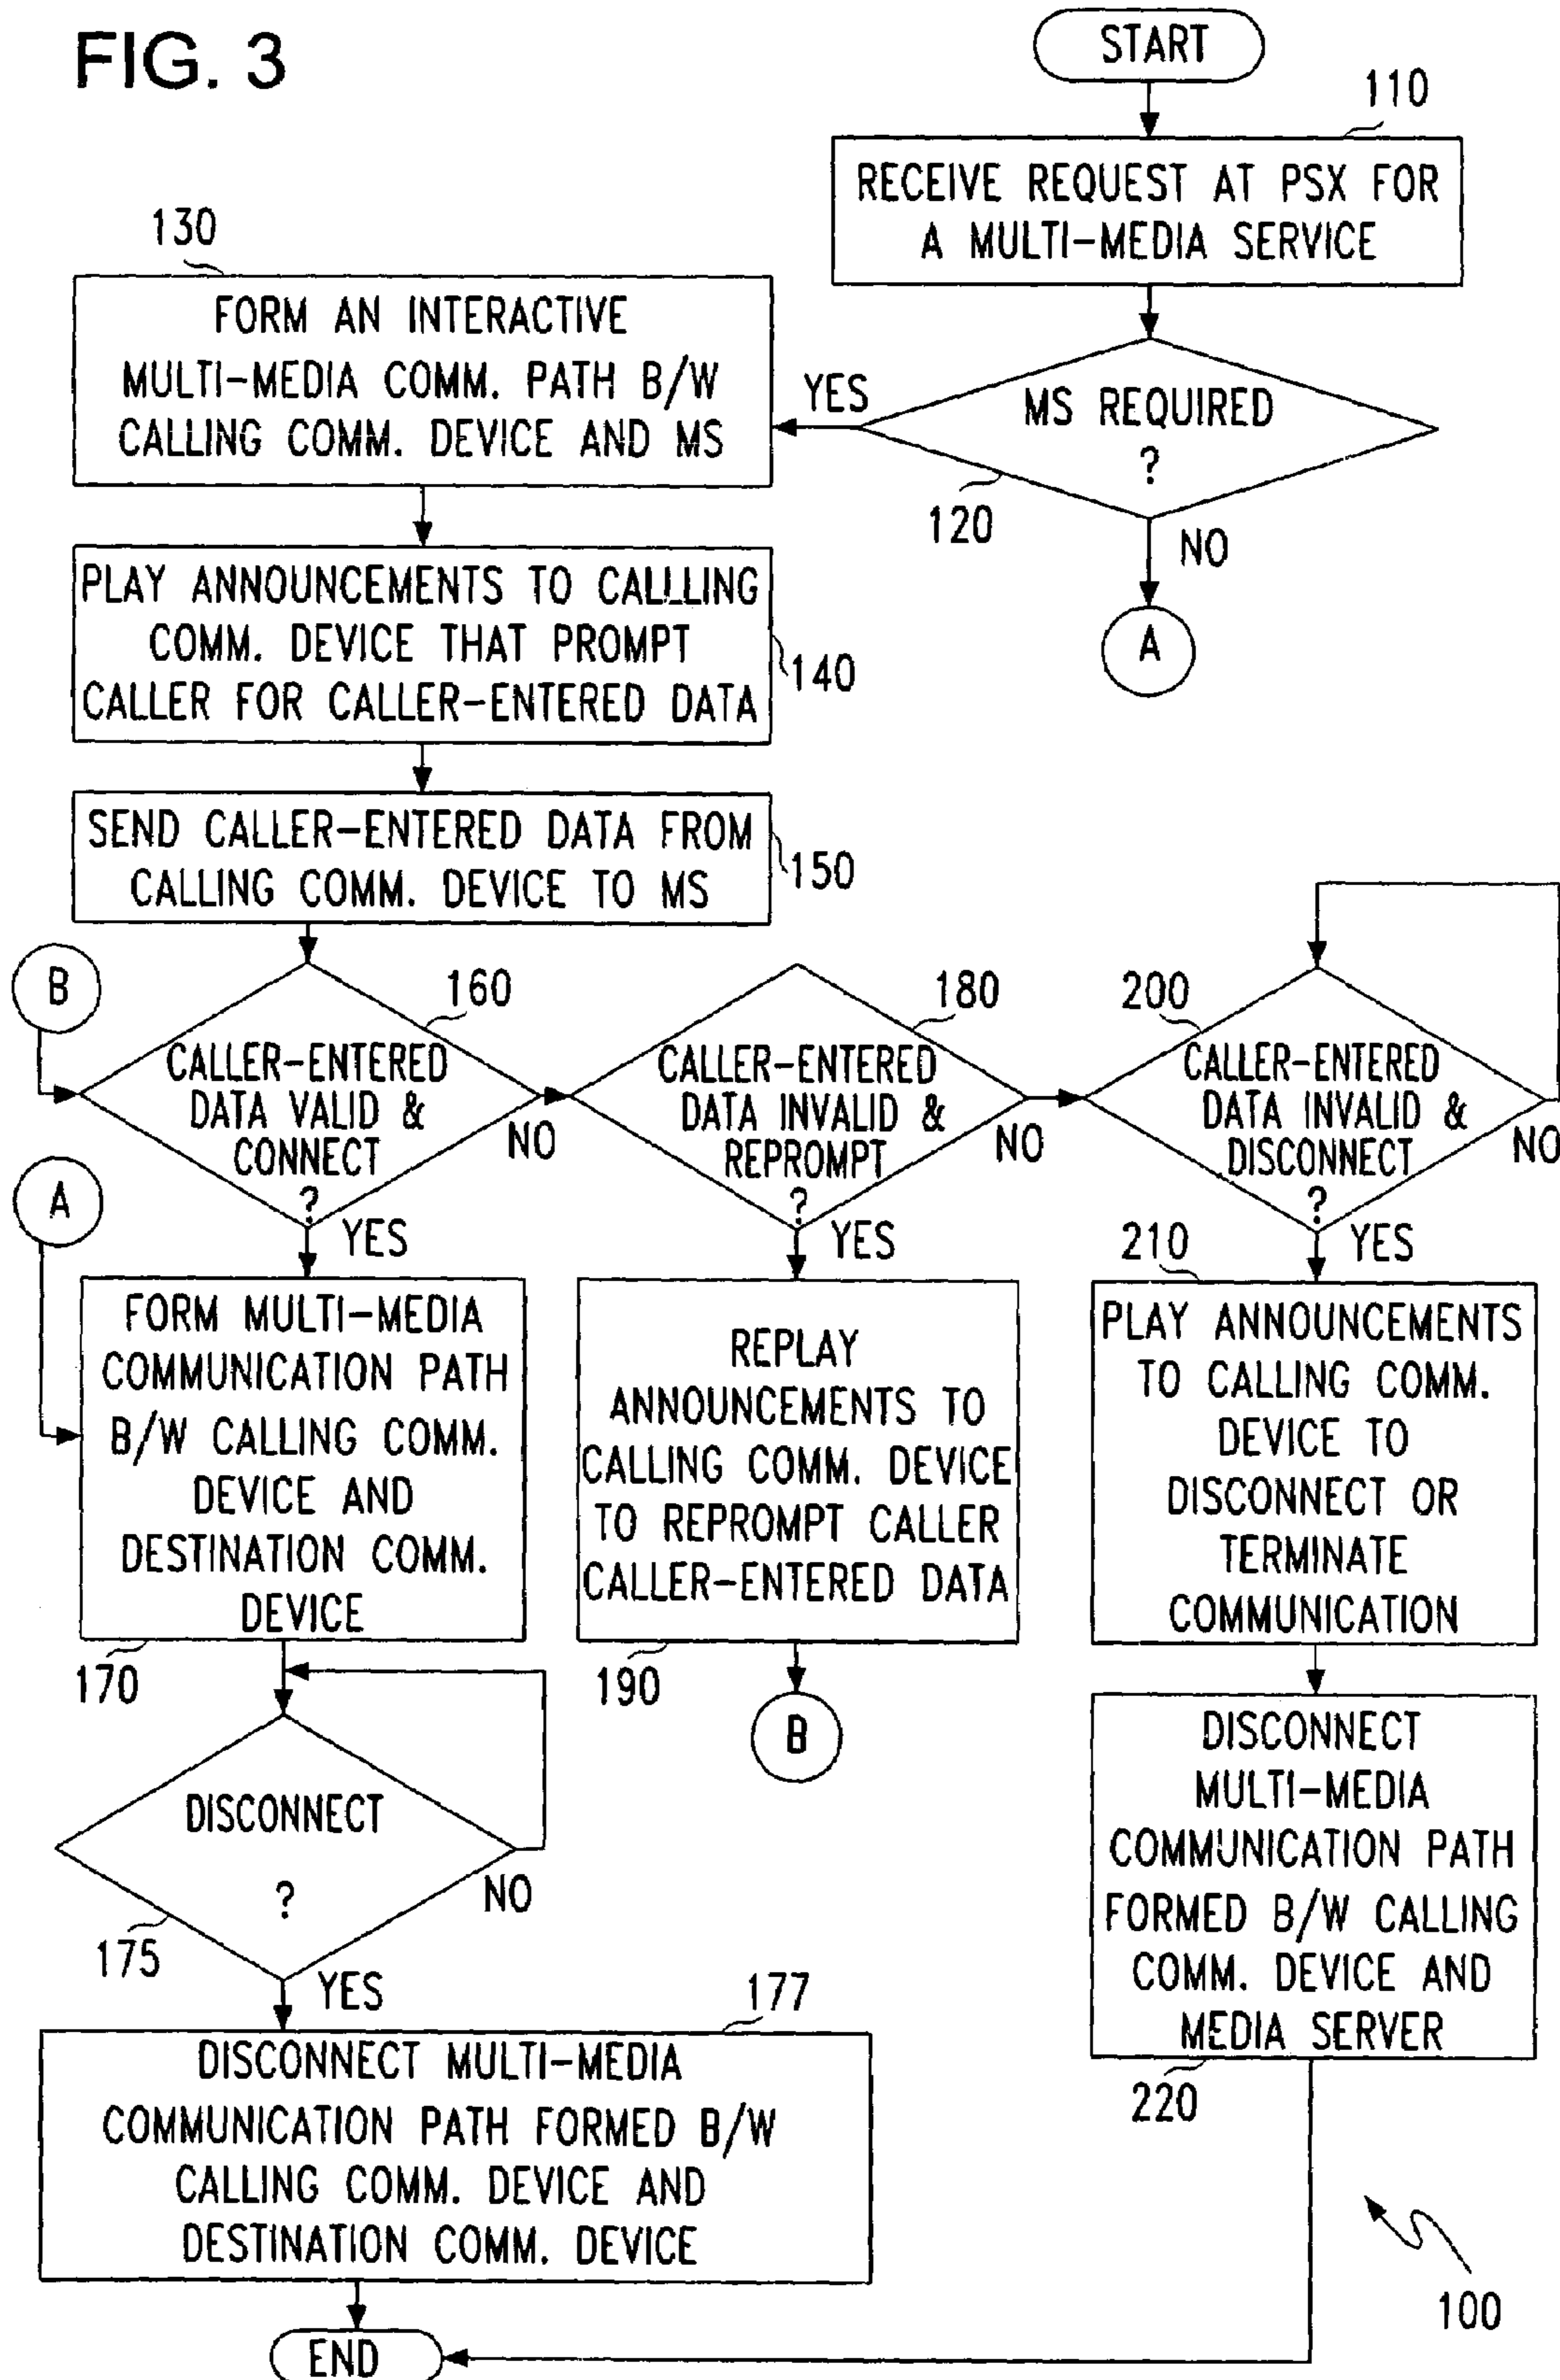 FIG. 3
START
110
RECEIVE REQUEST AT PSX FOR
A MULTI-MEDIA SERVICE
130
FORM AN INTERACTIVE
MULTI-MEDIA COMM. PATH B/W
CALLING COMM. DEVICE AND MS
YES
MS REQUIRED
?
120
NO
A
PLAY ANNOUNCEMENTS TO CALLLING
COMM. DEVICE THAT PROMPT
CALLER FOR CALLER-ENTERED DATA
140
SEND CALLER-ENTERED DATA FROM
CALLING COMM. DEVICE TO MS
150
B
160
CALLER-ENTERED
DATA VALID &
CONNECT
?
NO
YES
180
CALLER-ENTERED
DATA INVALID &
REPROMPT
?
NO
YES
200
CALLER-ENTERED
DATA INVALID &
DISCONNECT
?
NO
YES
A
FORM MULTI-MEDIA
COMMUNICATION PATH
B/W CALLING COMM.
DEVICE AND
DESTINATION COMM.
DEVICE
170
REPLAY
ANNOUNCEMENTS TO
CALLING COMM. DEVICE
TO REPROMPT CALLER
CALLER-ENTERED DATA
190
B
210
PLAY ANNOUNCEMENTS
TO CALLING COMM.
DEVICE TO
DISCONNECT OR
TERMINATE
COMMUNICATION
DISCONNECT
?
175
NO
YES
DISCONNECT
MULTI-MEDIA
COMMUNICATION PATH
FORMED B/W CALLING
COMM. DEVICE AND
MEDIA SERVER
220
177
DISCONNECT MULTI-MEDIA
COMMUNICATION PATH FORMED B/W
CALLING COMM. DEVICE AND
DESTINATION COMM. DEVICE
END
100